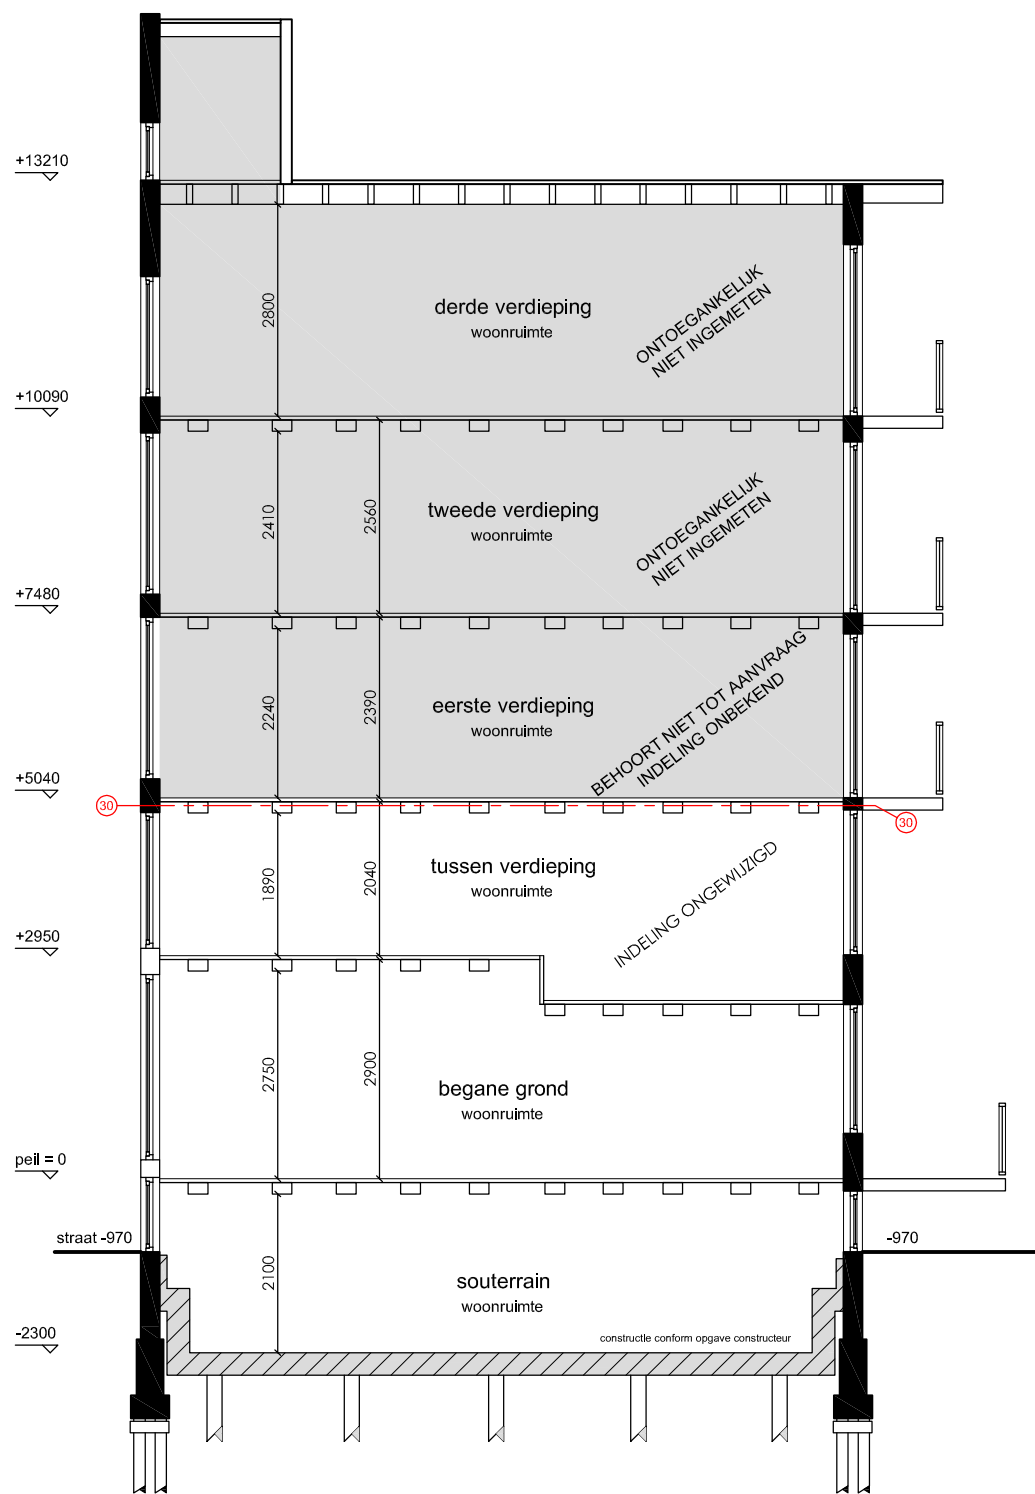 +13210
2800
derde verdieping
woonruimte
ONTOEGANKELIJK
NIET INGEMETEN
+10090
2410
2560
tweede verdieping
woonruimte
ONTOEGANKELIJK
NIET INGEMETEN
+7480
2240
2390
eerste verdieping
woonruimte
BEHOORT NIET TOT AANVRAAG
INDELING ONBEKEND
+5040
30
30
1890
2040
tussen verdieping
woonruimte
INDELING ONGEWIJZIGD
+2950
2750
2900
begane grond
woonruimte
peil = 0
straat -970
-970
2100
souterrain
woonruimte
constructie conform opgave constructeur
-2300